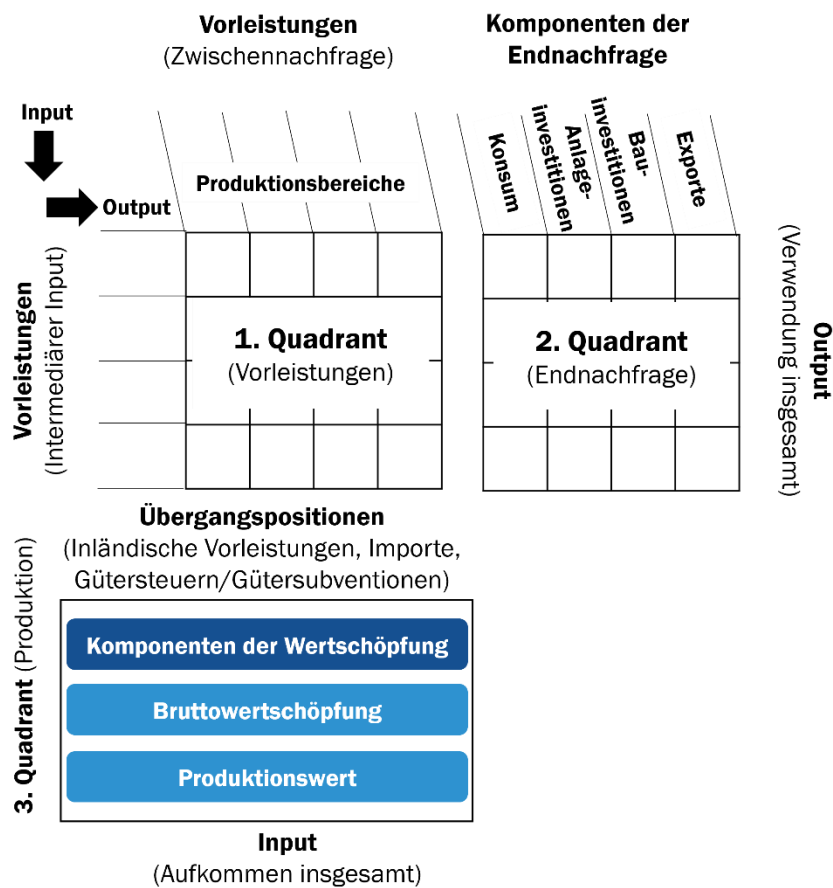 Vorleistungen
(Zwischennachfrage)
Komponenten der
Endnachfrage
Input
Output
Produktionsbereiche
Konsum
Anlage-
investitionen
Bau-
investitionen
Exporte
Vorleistungen
(Intermediärer Input)
1. Quadrant
(Vorleistungen)
2. Quadrant
(Endnachfrage)
Output
(Verwendung insgesamt)
Übergangspositionen
(Inländische Vorleistungen, Importe,
Gütersteuern/Gütersubventionen)
3. Quadrant (Produktion)
Komponenten der Wertschöpfung
Bruttowertschöpfung
Produktionswert
Input
(Aufkommen insgesamt)